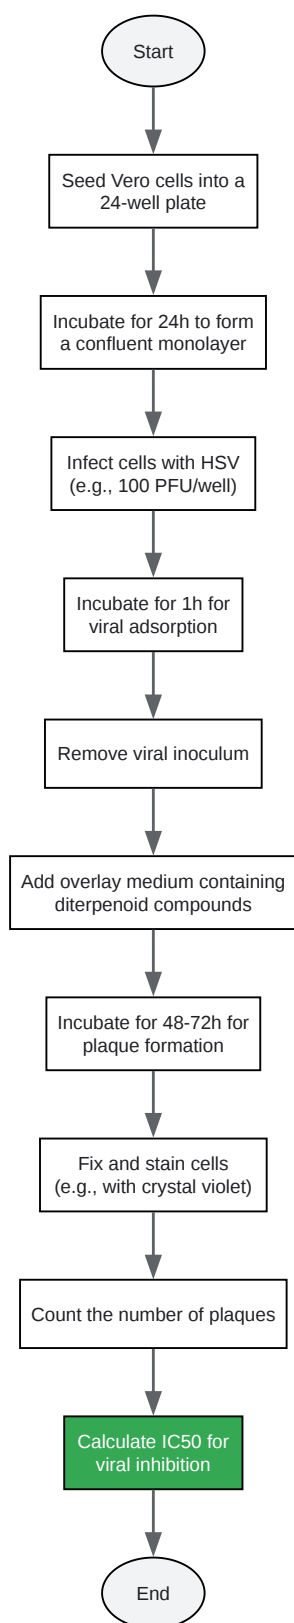 Start
Seed Vero cells into a
24-well plate
Incubate for 24h to form
a confluent monolayer
Infect cells with HSV
(e.g., 100 PFU/well)
Incubate for 1h for
viral adsorption
Remove viral inoculum
Add overlay medium containing
diterpenoid compounds
Incubate for 48-72h for
plaque formation
Fix and stain cells
(e.g., with crystal violet)
Count the number of plaques
Calculate IC50 for
viral inhibition
End